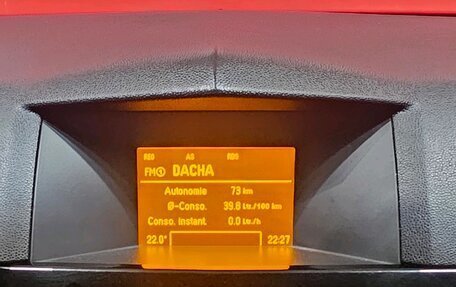 REG AS RDS
FM① DACHA
Autonomie 73 km
Ø-Conso. 39.8 Ltr./100 km
Conso. instant. 0.0 Ltr./h
22.0° 22:27